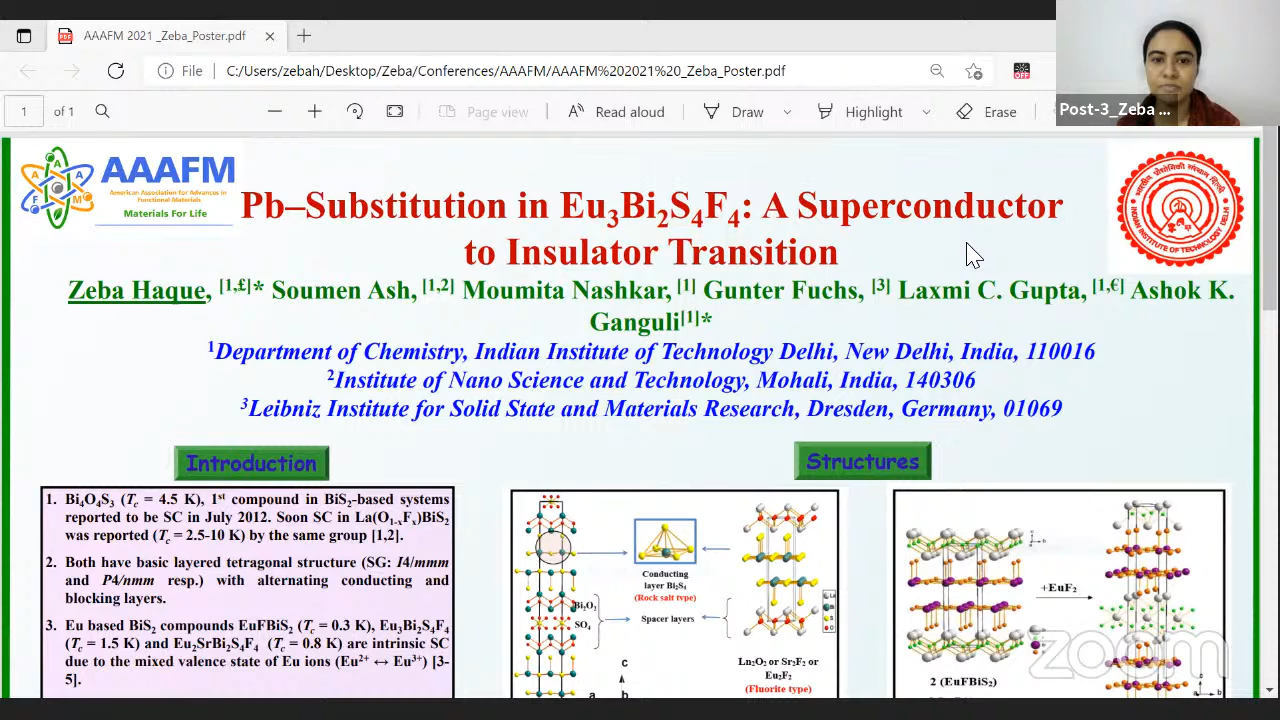 AAAFM 2021 _Zeba_Poster.pdf
File
C:/Users/zebah/Desktop/Zeba/Conferences/AAAFM/AAAFM%202021%20_Zeba_Poster.pdf
OFF
Post-3_Zeba ...
1 of 1
Page view
Read aloud
Draw
Highlight
Erase
AAAFM
American Association for Advances in
Functional Materials
Materials For Life
Pb–Substitution in Eu3Bi2S4F4: A Superconductor
to Insulator Transition
Zeba Haque, [1,£]* Soumen Ash, [1,2] Moumita Nashkar, [1] Gunter Fuchs, [3] Laxmi C. Gupta, [1,€] Ashok K.
Ganguli[1]*
1Department of Chemistry, Indian Institute of Technology Delhi, New Delhi, India, 110016
2Institute of Nano Science and Technology, Mohali, India, 140306
3Leibniz Institute for Solid State and Materials Research, Dresden, Germany, 01069
Introduction
Structures
1. Bi4O4S3 (Tc = 4.5 K), 1st compound in BiS2-based systems
reported to be SC in July 2012. Soon SC in La(O1-xFx)BiS2
was reported (Tc = 2.5-10 K) by the same group [1,2].
2. Both have basic layered tetragonal structure (SG: I4/mmm
and P4/nmm resp.) with alternating conducting and
blocking layers.
3. Eu based BiS2 compounds EuFBiS2 (Tc = 0.3 K), Eu3Bi2S4F4
(Tc = 1.5 K) and Eu2SrBi2S4F4 (Tc = 0.8 K) are intrinsic SC
due to the mixed valence state of Eu ions (Eu2+ ↔ Eu3+) [3-
5].
Conducting
layer Bi2S4
(Rock salt type)
Bi2O2
SO4
Spacer layers
Ln2O2 or Sr2F2 or
Eu2F2
(Fluorite type)
c
a
b
+EuF2
2 (EuFBiS2)
zoom